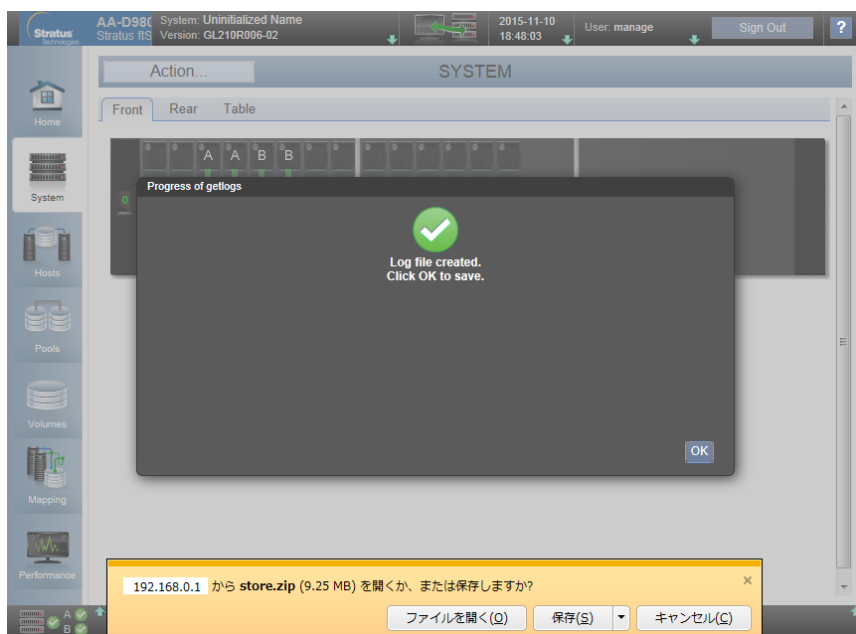 Stratus
Technologies
AA-D980
Stratus ftS
System: Uninitialized Name
Version: GL210R006-02
2015-11-10
18:48:03
User: manage
Sign Out
?
Action...
SYSTEM
Home
System
Hosts
Pools
Volumes
Mapping
Performance
Front Rear Table
A A B B
0
Progress of getlogs
Log file created.
Click OK to save.
OK
192.168.0.1 から store.zip (9.25 MB) を開くか、または保存しますか?
×
ファイルを開く(O) 保存(S) キャンセル(C)
A
B